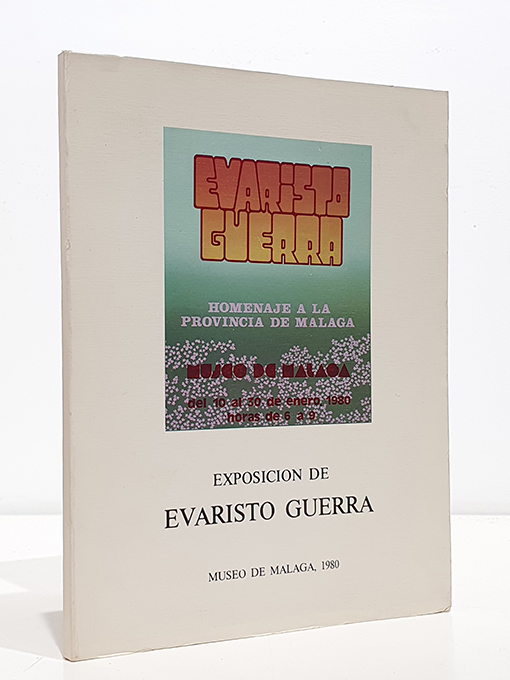 EVARISTO
GUERRA
HOMENAJE A LA
PROVINCIA DE MALAGA
MUSEO DE MALAGA
del 10 al 30 de enero, 1980
horas de 6 a 9
EXPOSICION DE
EVARISTO GUERRA
MUSEO DE MALAGA, 1980